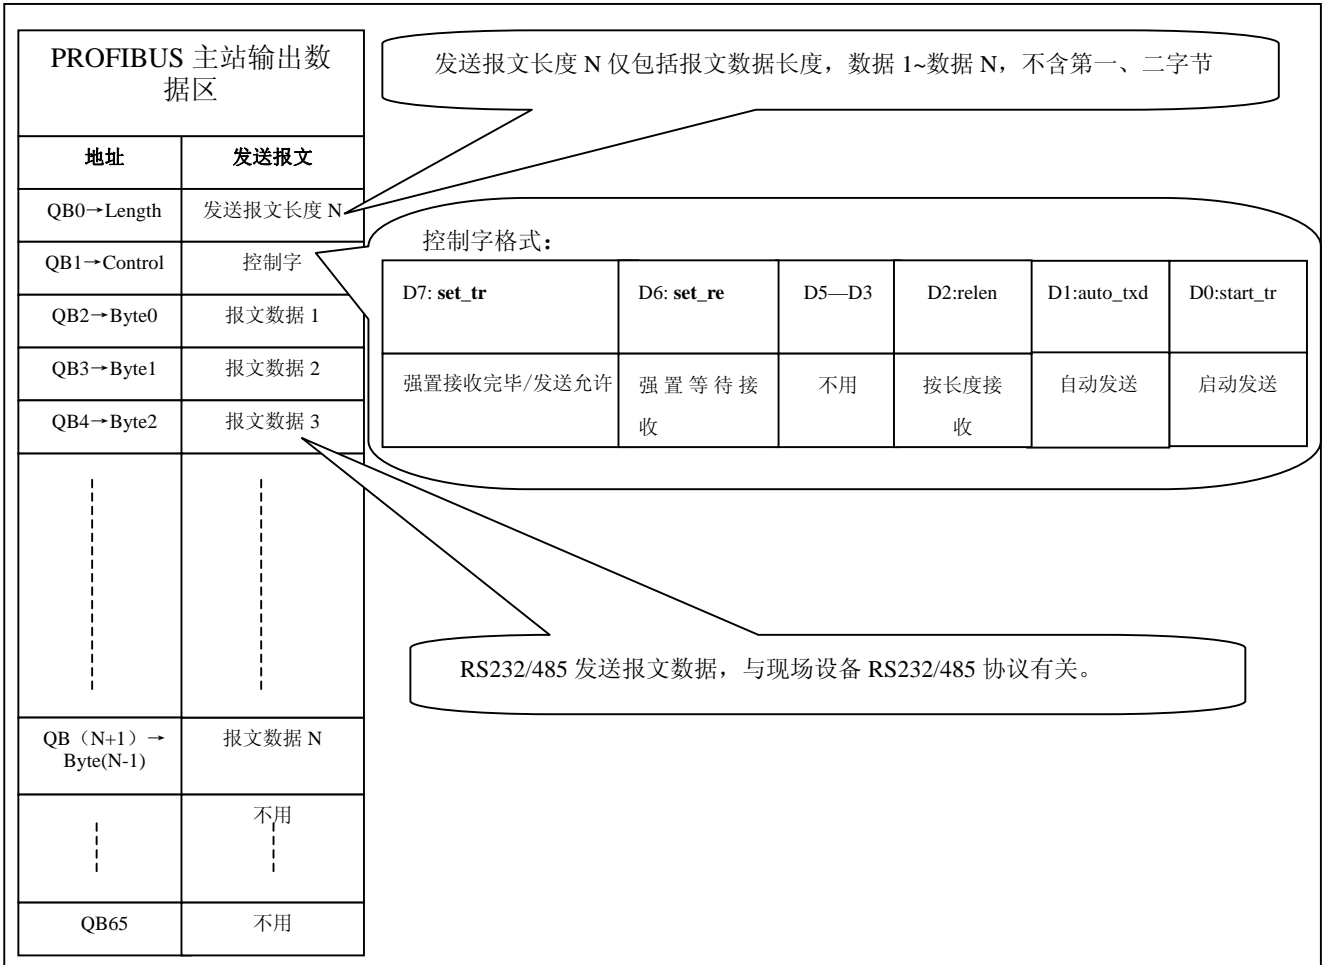 PROFIBUS 主站输出数
据区
发送报文长度 N 仅包括报文数据长度，数据 1~数据 N，不含第一、二字节
地址 发送报文
QB0→Length 发送报文长度 N
QB1→Control 控制字
QB2→Byte0 报文数据 1
QB3→Byte1 报文数据 2
QB4→Byte2 报文数据 3
控制字格式：
D7: set_tr D6: set_re D5—D3 D2:relen D1:auto_txd D0:start_tr
强置接收完毕/发送允许 强置等待接 不用 按长度接 自动发送 启动发送
收 收
RS232/485 发送报文数据，与现场设备 RS232/485 协议有关。
QB（N+1）→ 报文数据 N
Byte(N-1)
不用
QB65 不用